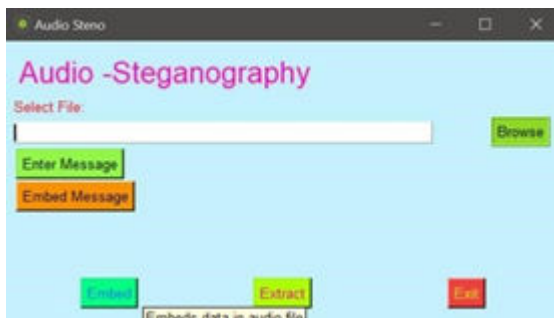 Audio Steno
Audio -Steganography
Select File:
Browse
Enter Message
Embed Message
Embed Extract Exit
Embeds data in audio file